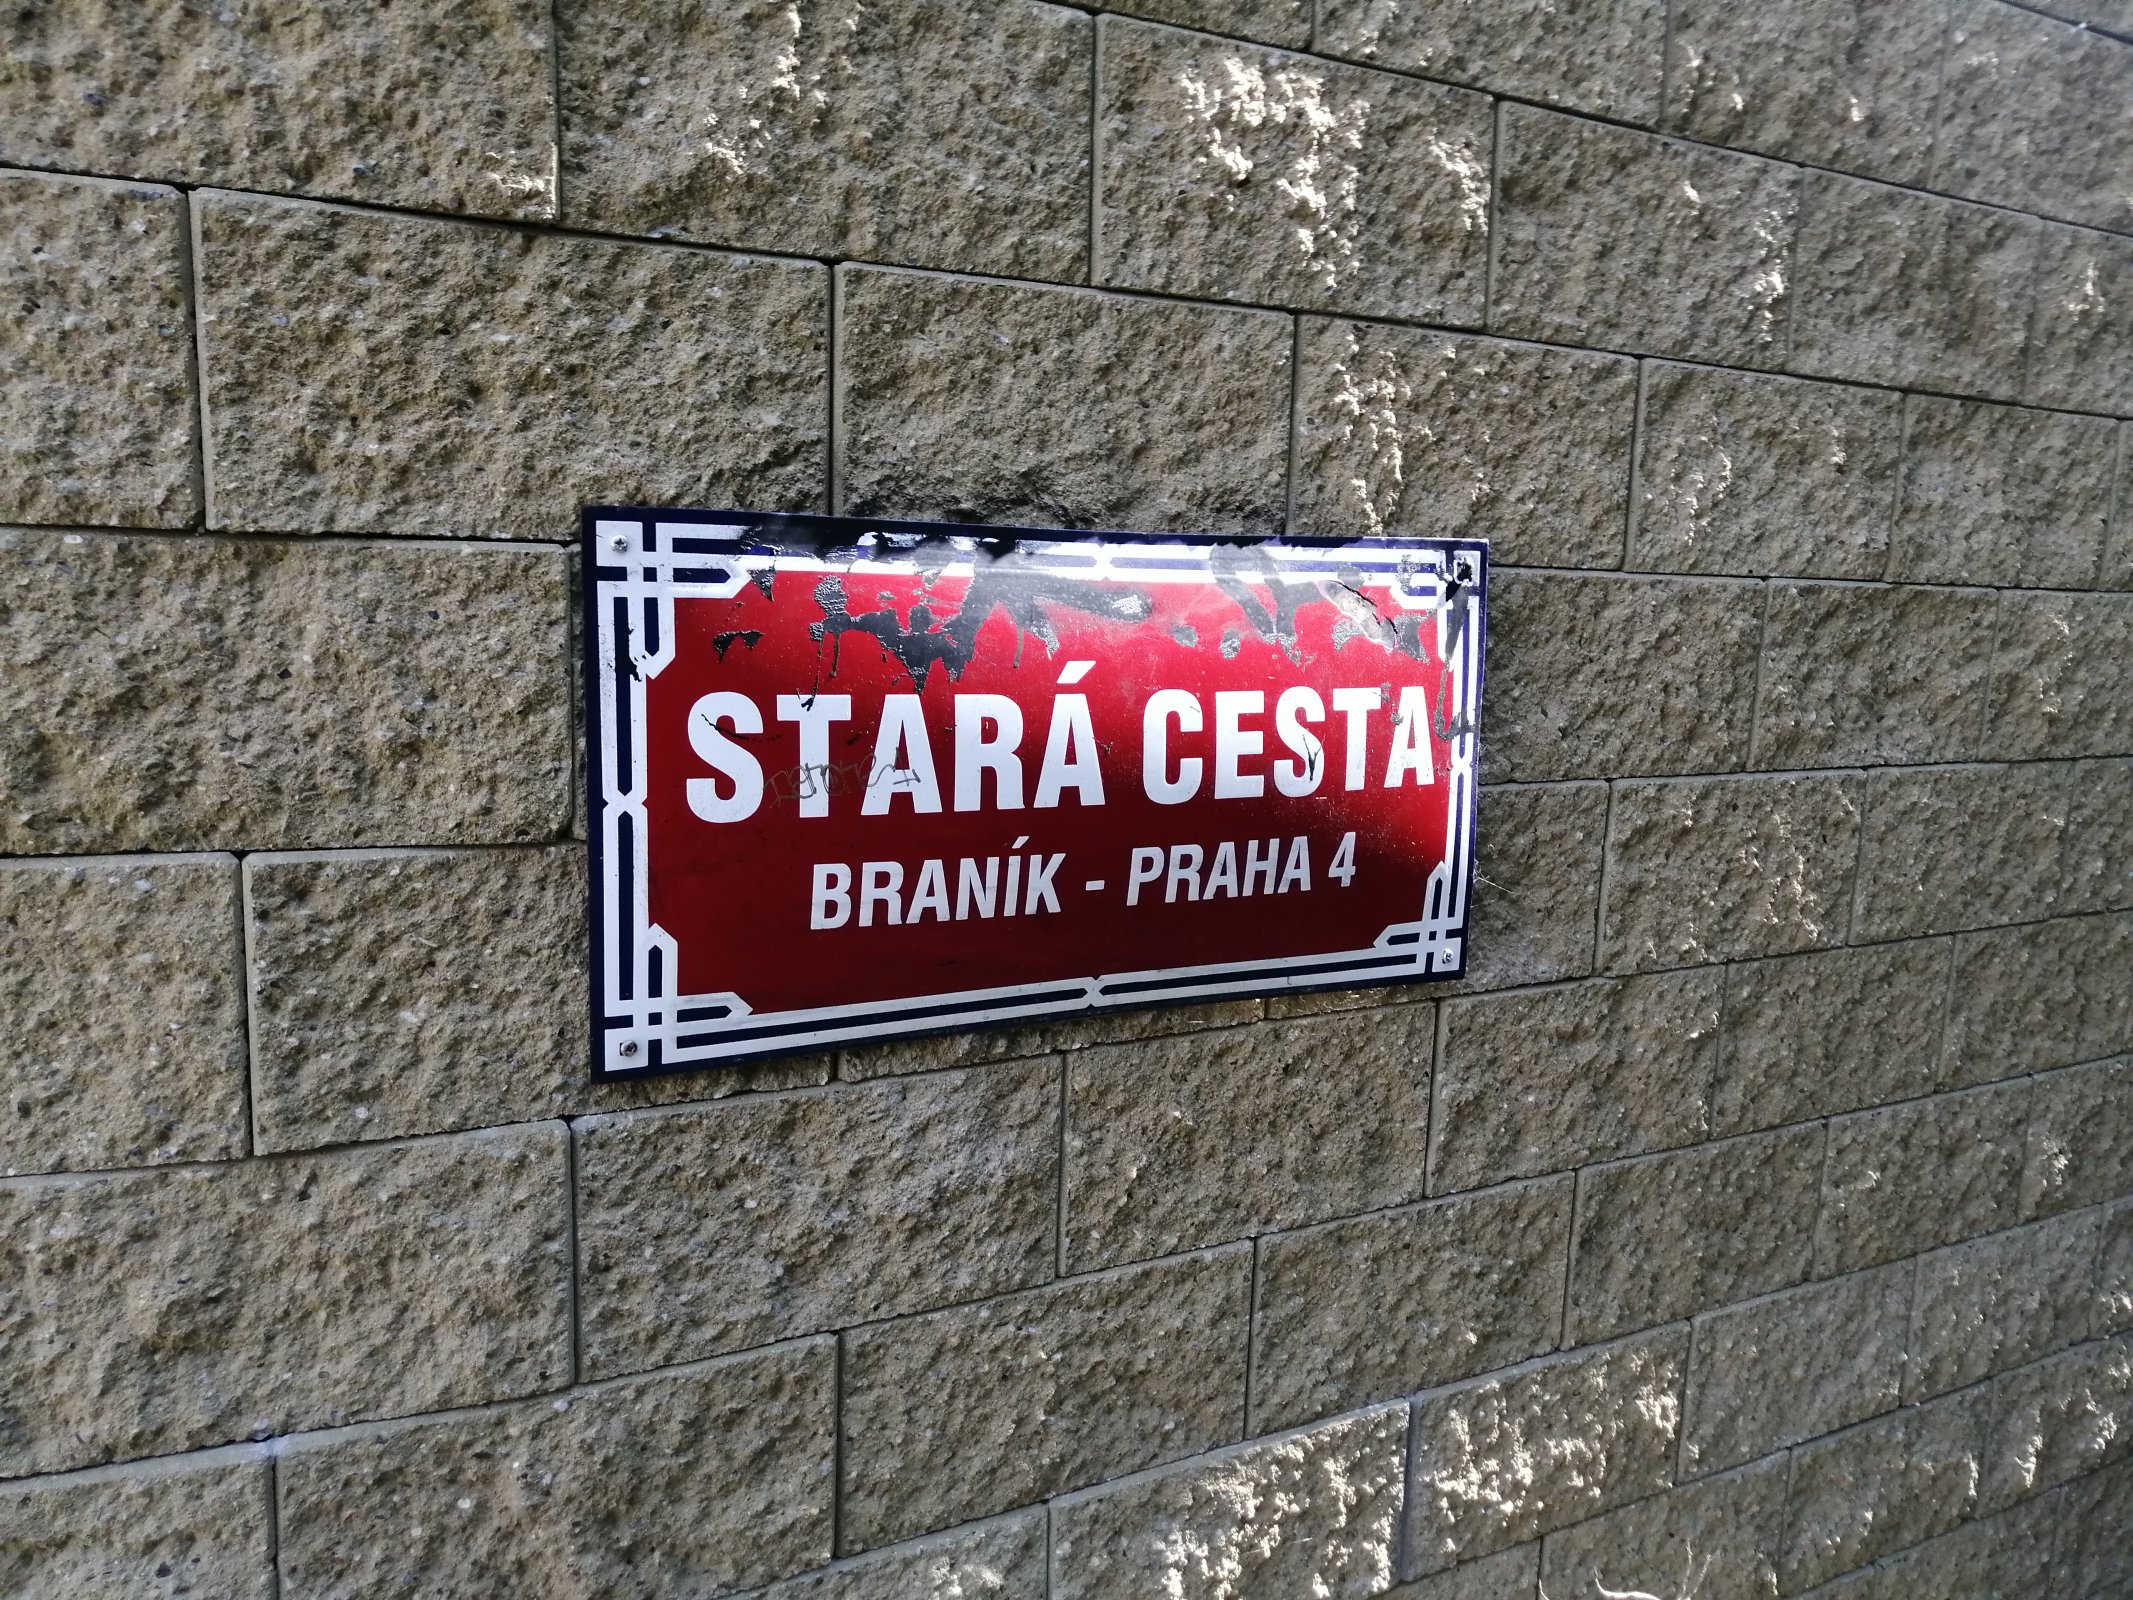 STARÁ CESTA
BRANÍK - PRAHA 4